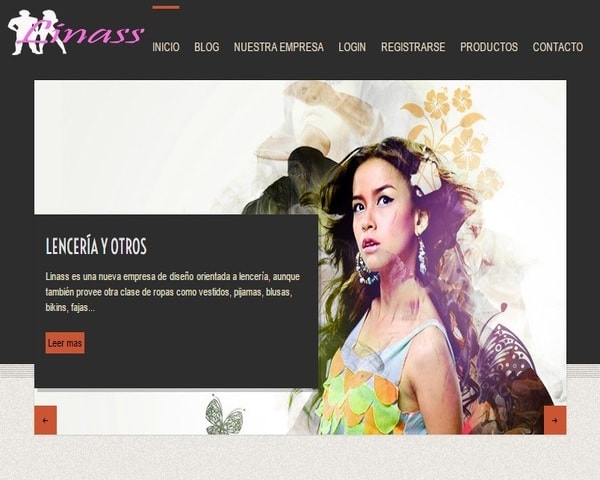 Linass
INICIO BLOG NUESTRA EMPRESA LOGIN REGISTRARSE PRODUCTOS CONTACTO
LENCERÍA Y OTROS
Linass es una nueva empresa de diseño orientada a lencería, aunque
también provee otra clase de ropas como vestidos, pijamas, blusas,
bikins, fajas...
Leer mas